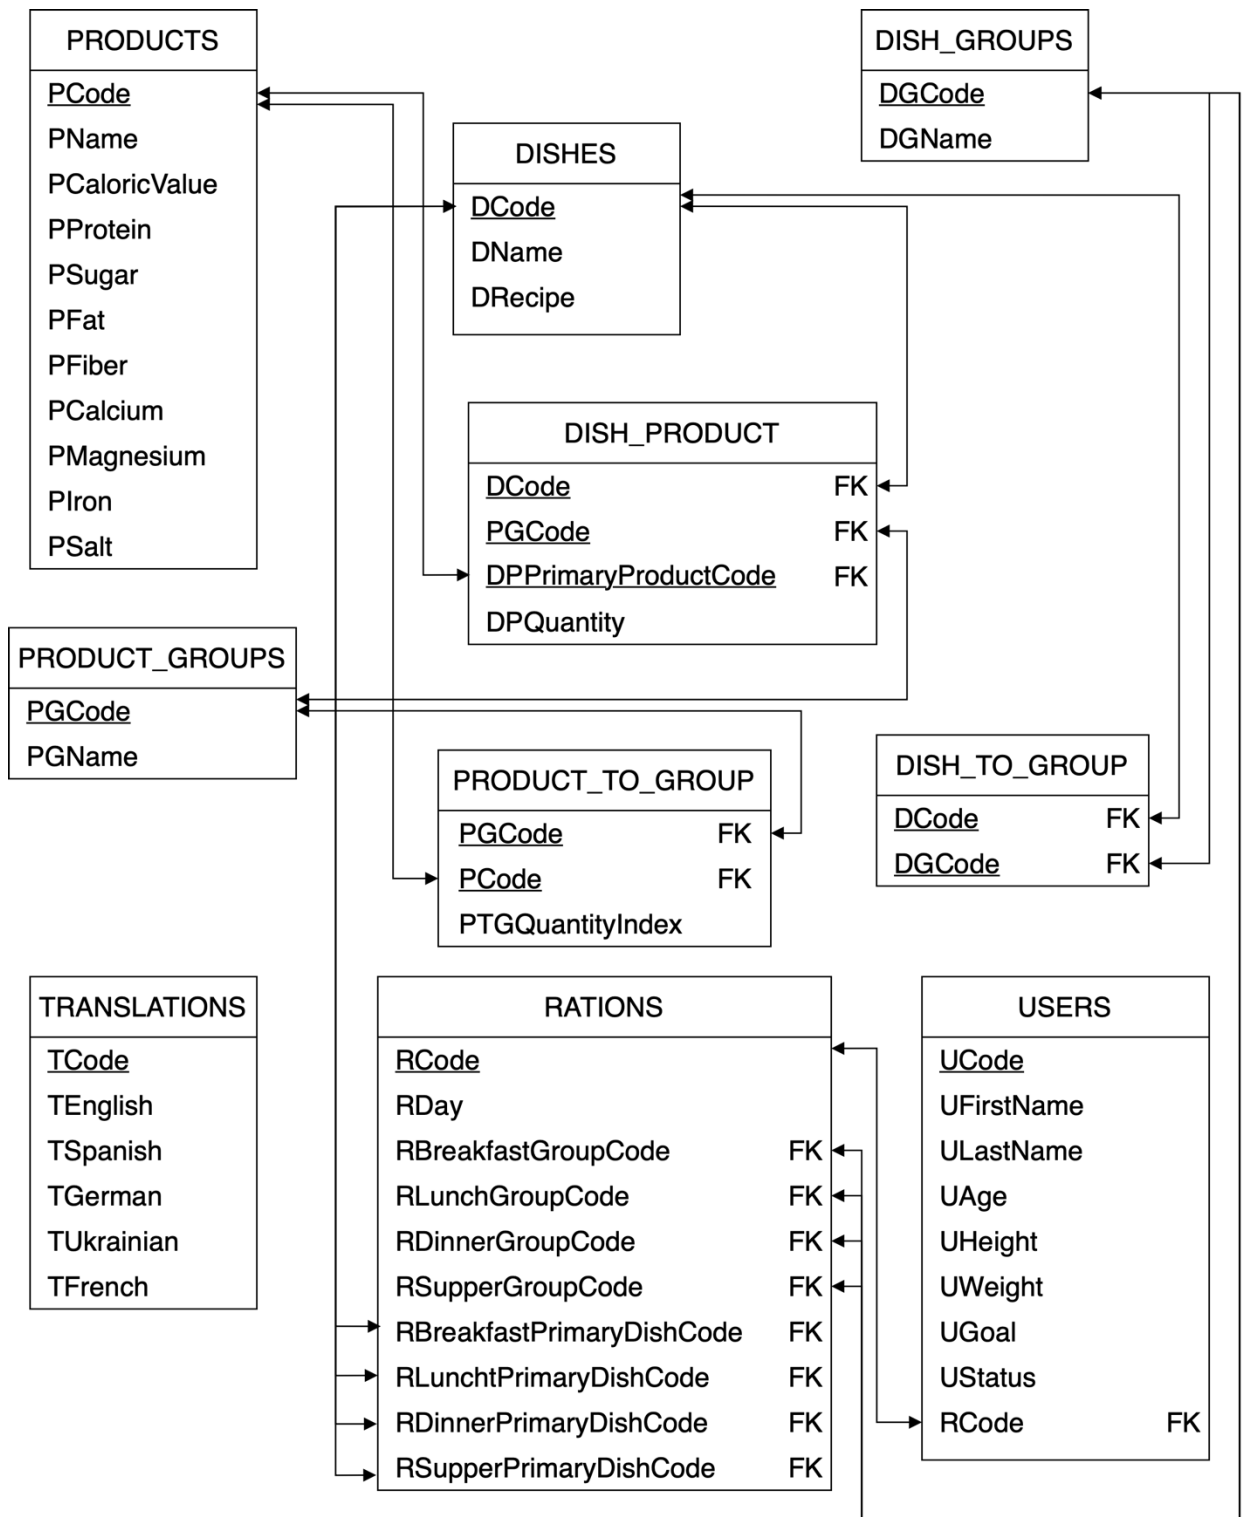 PRODUCTS
PCode
PName
PCaloricValue
PProtein
PSugar
PFat
PFiber
PCalcium
PMagnesium
PIron
PSalt
DISH_GROUPS
DGCode
DGName
DISHES
DCode
DName
DRecipe
DISH_PRODUCT
DCode FK
PGCode FK
DPPrimaryProductCode FK
DPQuantity
PRODUCT_GROUPS
PGCode
PGName
PRODUCT_TO_GROUP
PGCode FK
PCode FK
PTGQuantityIndex
DISH_TO_GROUP
DCode FK
DGCode FK
TRANSLATIONS
TCode
TEnglish
TSpanish
TGerman
TUkrainian
TFrench
RATIONS
RCode
RDay
RBreakfastGroupCode FK
RLunchGroupCode FK
RDinnerGroupCode FK
RSupperGroupCode FK
RBreakfastPrimaryDishCode FK
RLunchtPrimaryDishCode FK
RDinnerPrimaryDishCode FK
RSupperPrimaryDishCode FK
USERS
UCode
UFirstName
ULastName
UAge
UHeight
UWeight
UGoal
UStatus
RCode FK